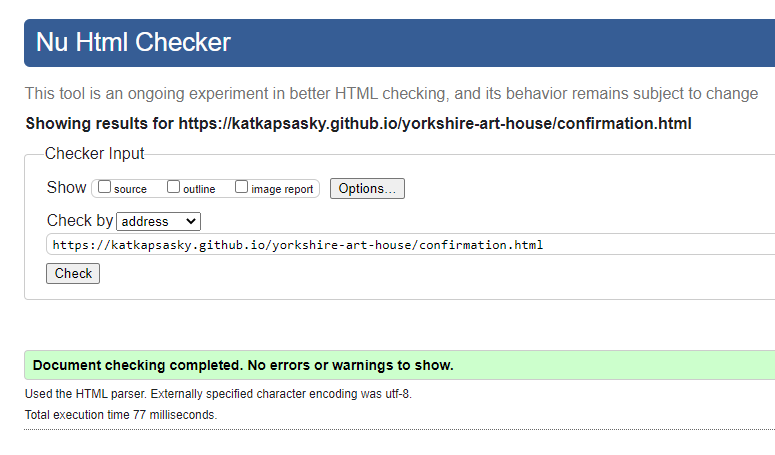 Nu Html Checker
This tool is an ongoing experiment in better HTML checking, and its behavior remains subject to change
Showing results for https://katkapsasky.github.io/yorkshire-art-house/confirmation.html
Checker Input
Show source outline image report Options...
Check by address
https://katkapsasky.github.io/yorkshire-art-house/confirmation.html
Check
Document checking completed. No errors or warnings to show.
Used the HTML parser. Externally specified character encoding was utf-8.
Total execution time 77 milliseconds.